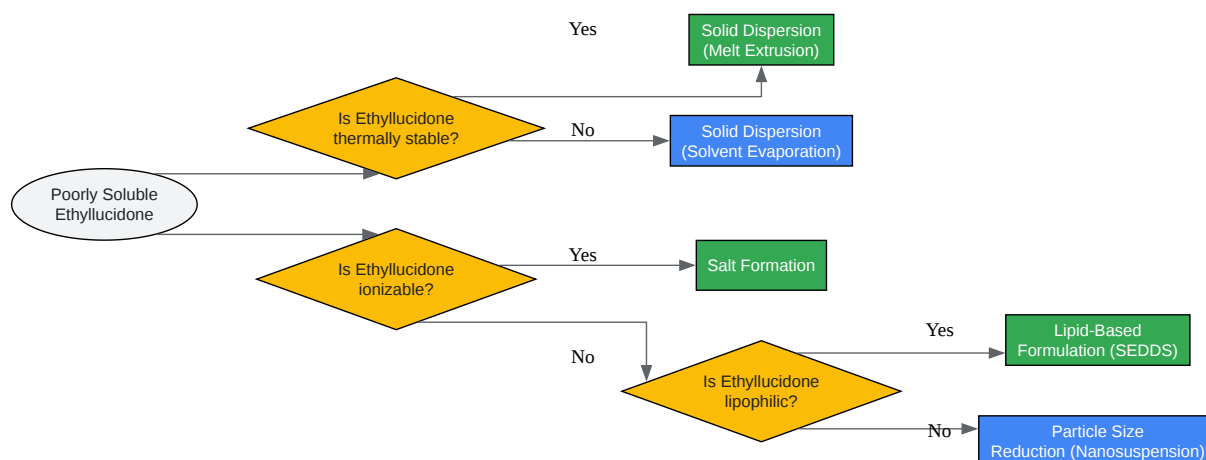 Yes
Solid Dispersion
(Melt Extrusion)
Is Ethyllucidone
thermally stable?
No
Solid Dispersion
(Solvent Evaporation)
Poorly Soluble
Ethyllucidone
Is Ethyllucidone
ionizable?
Yes
Salt Formation
No
Is Ethyllucidone
lipophilic?
Yes
Lipid-Based
Formulation (SEDDS)
No
Particle Size
Reduction (Nanosuspension)